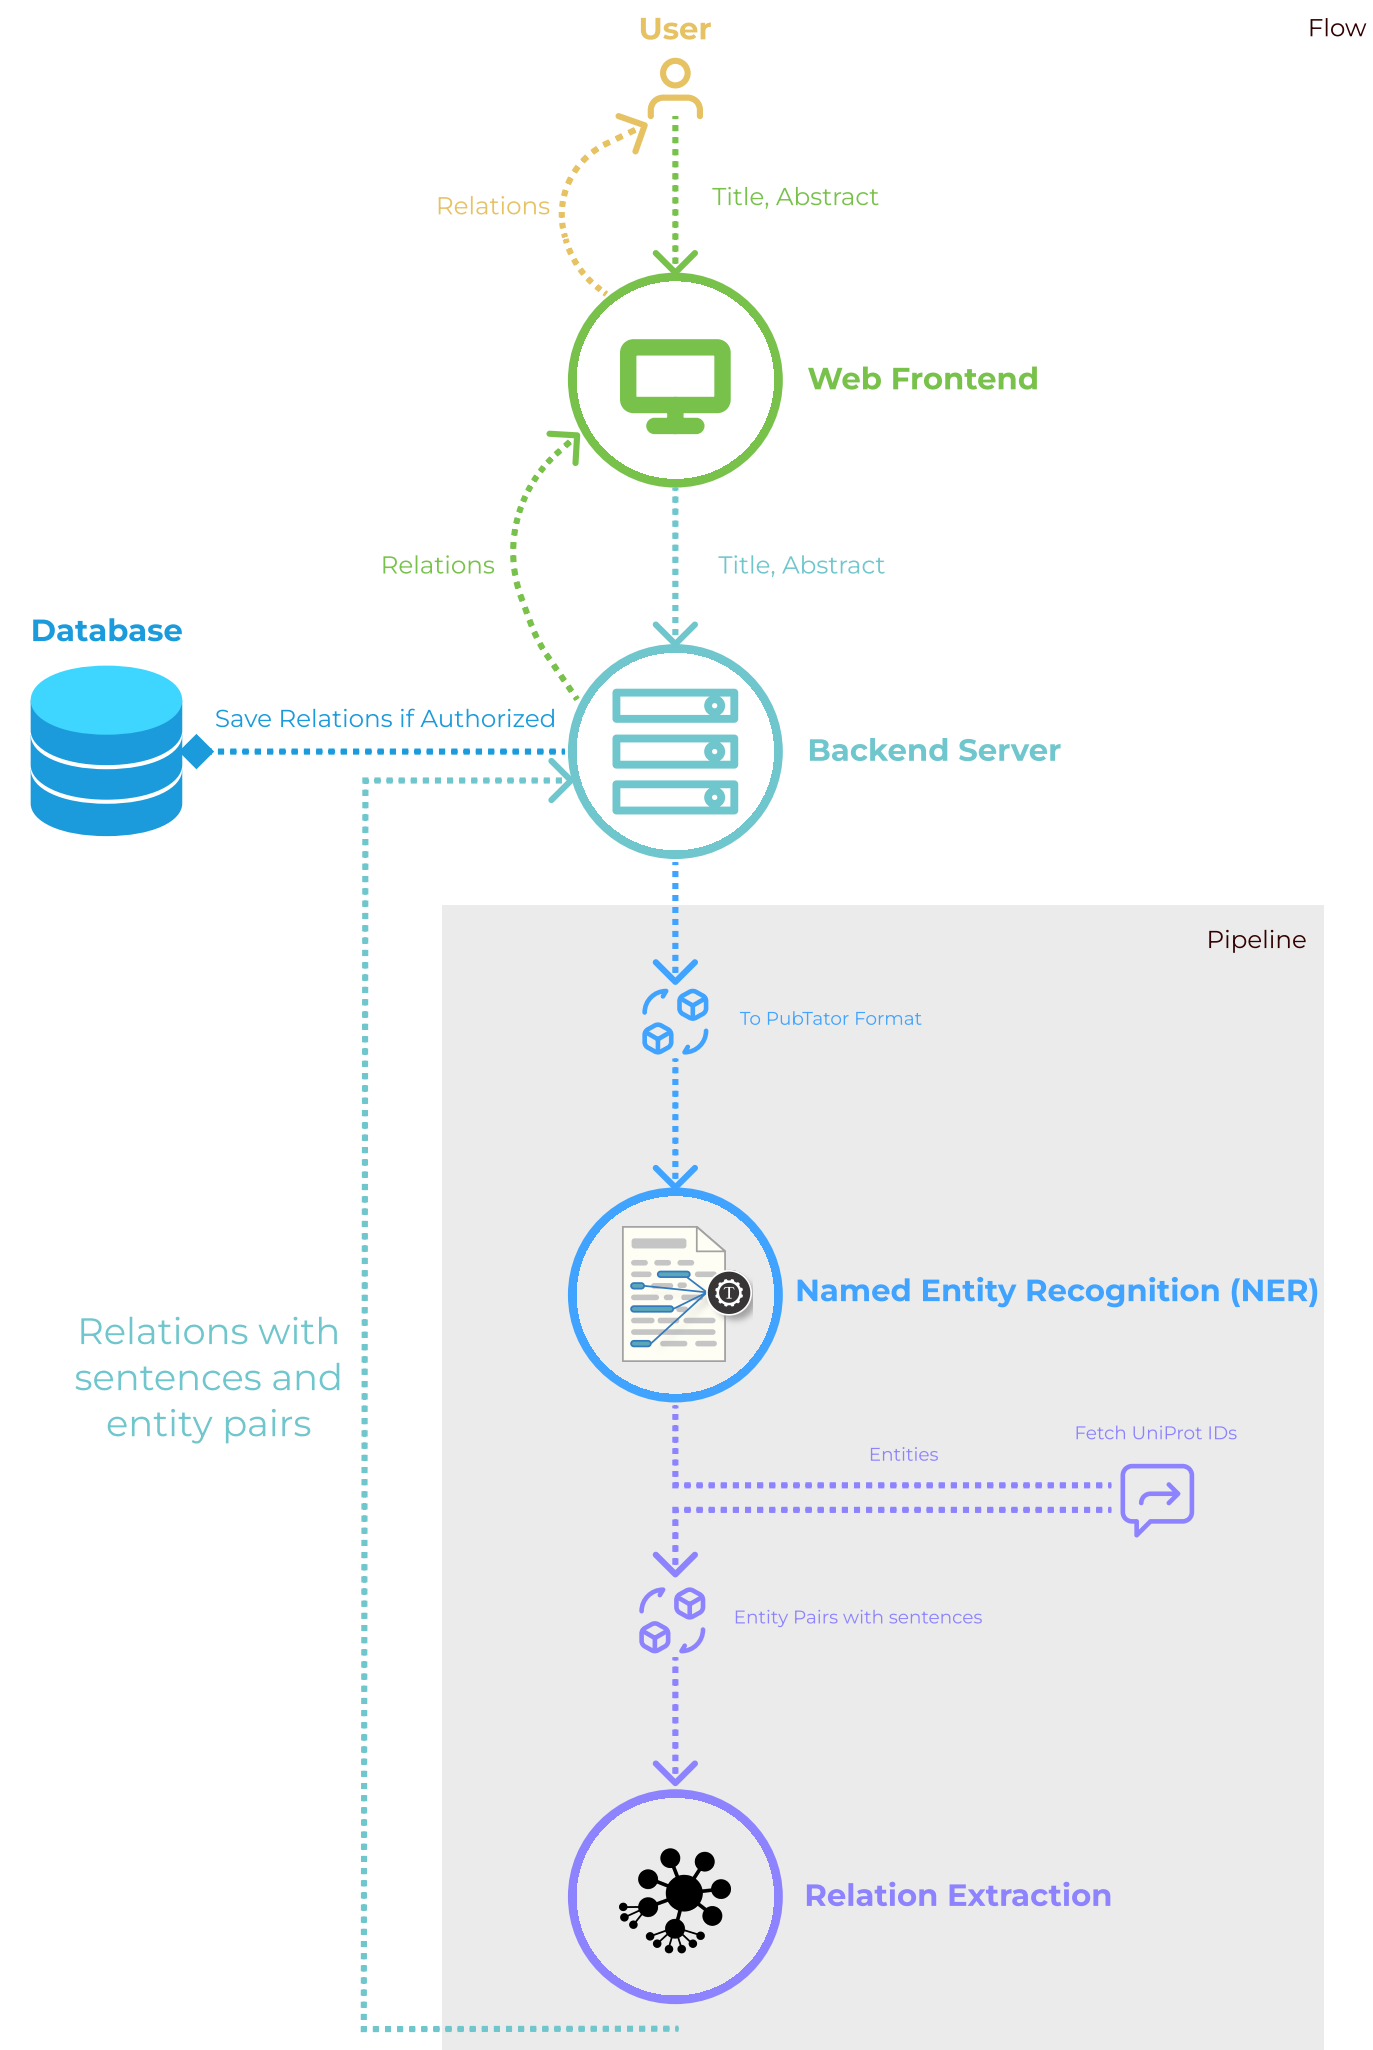 User
Flow
Relations
Title, Abstract
Web Frontend
Relations
Title, Abstract
Database
Save Relations if Authorized
Backend Server
Pipeline
To PubTator Format
T
Named Entity Recognition (NER)
Relations with
sentences and
entity pairs
Fetch UniProt IDs
Entities
Entity Pairs with sentences
Relation Extraction